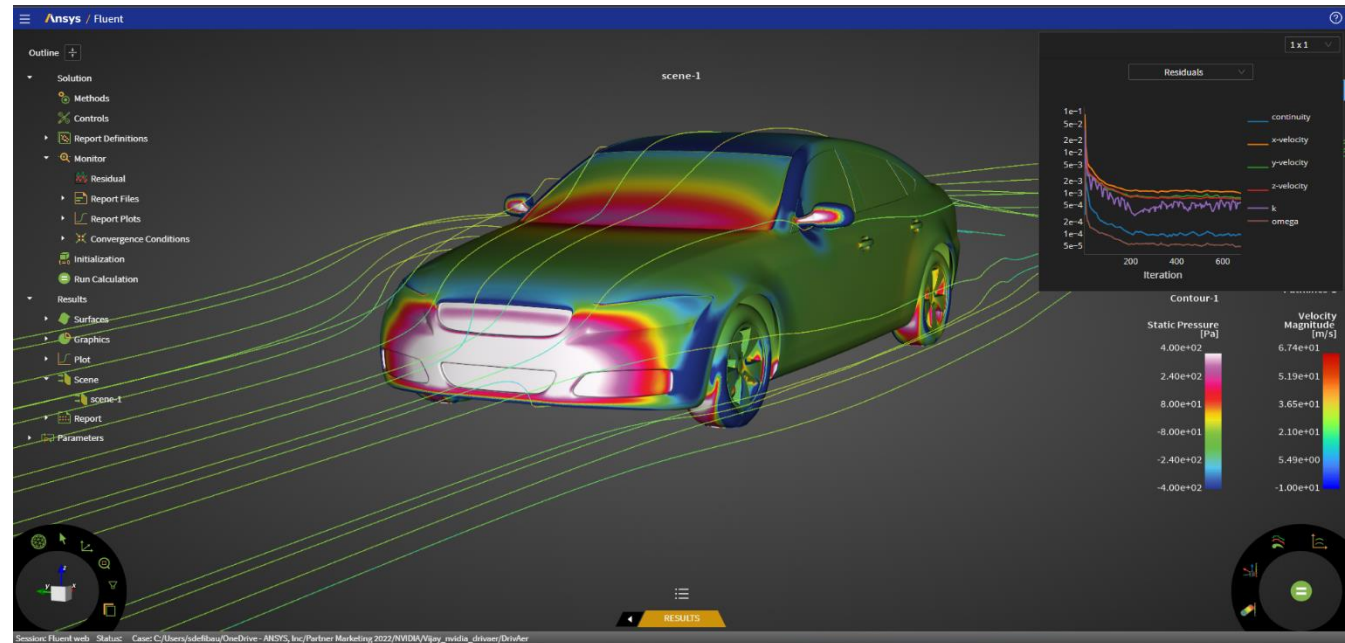 Ansys / Fluent
Outline
Solution
Methods
Controls
Report Definitions
Monitor
Residual
Report Files
Report Plots
Convergence Conditions
Initialization
Run Calculation
Results
Surfaces
Graphics
Plot
Scene
scene-1
Report
Parameters
scene-1
1 x 1
Residuals
1e-1
5e-2
2e-2
1e-2
5e-3
2e-3
1e-3
5e-4
2e-4
1e-4
5e-5
200 400 600
Iteration
continuity
x-velocity
y-velocity
z-velocity
k
omega
Contour-1
Static Pressure
[Pa]
4.00e+02
2.40e+02
8.00e+01
-8.00e+01
-2.40e+02
-4.00e+02
Velocity
Magnitude
[m/s]
6.74e+01
5.19e+01
3.65e+01
2.10e+01
5.49e+00
-1.00e+01
z
y
x
RESULTS
Session: Fluent web Status: Case: C:/Users/sdefibau/OneDrive - ANSYS, Inc/Partner Marketing 2022/NVIDIA/Vijay_nvidia_drivaer/DrivAer